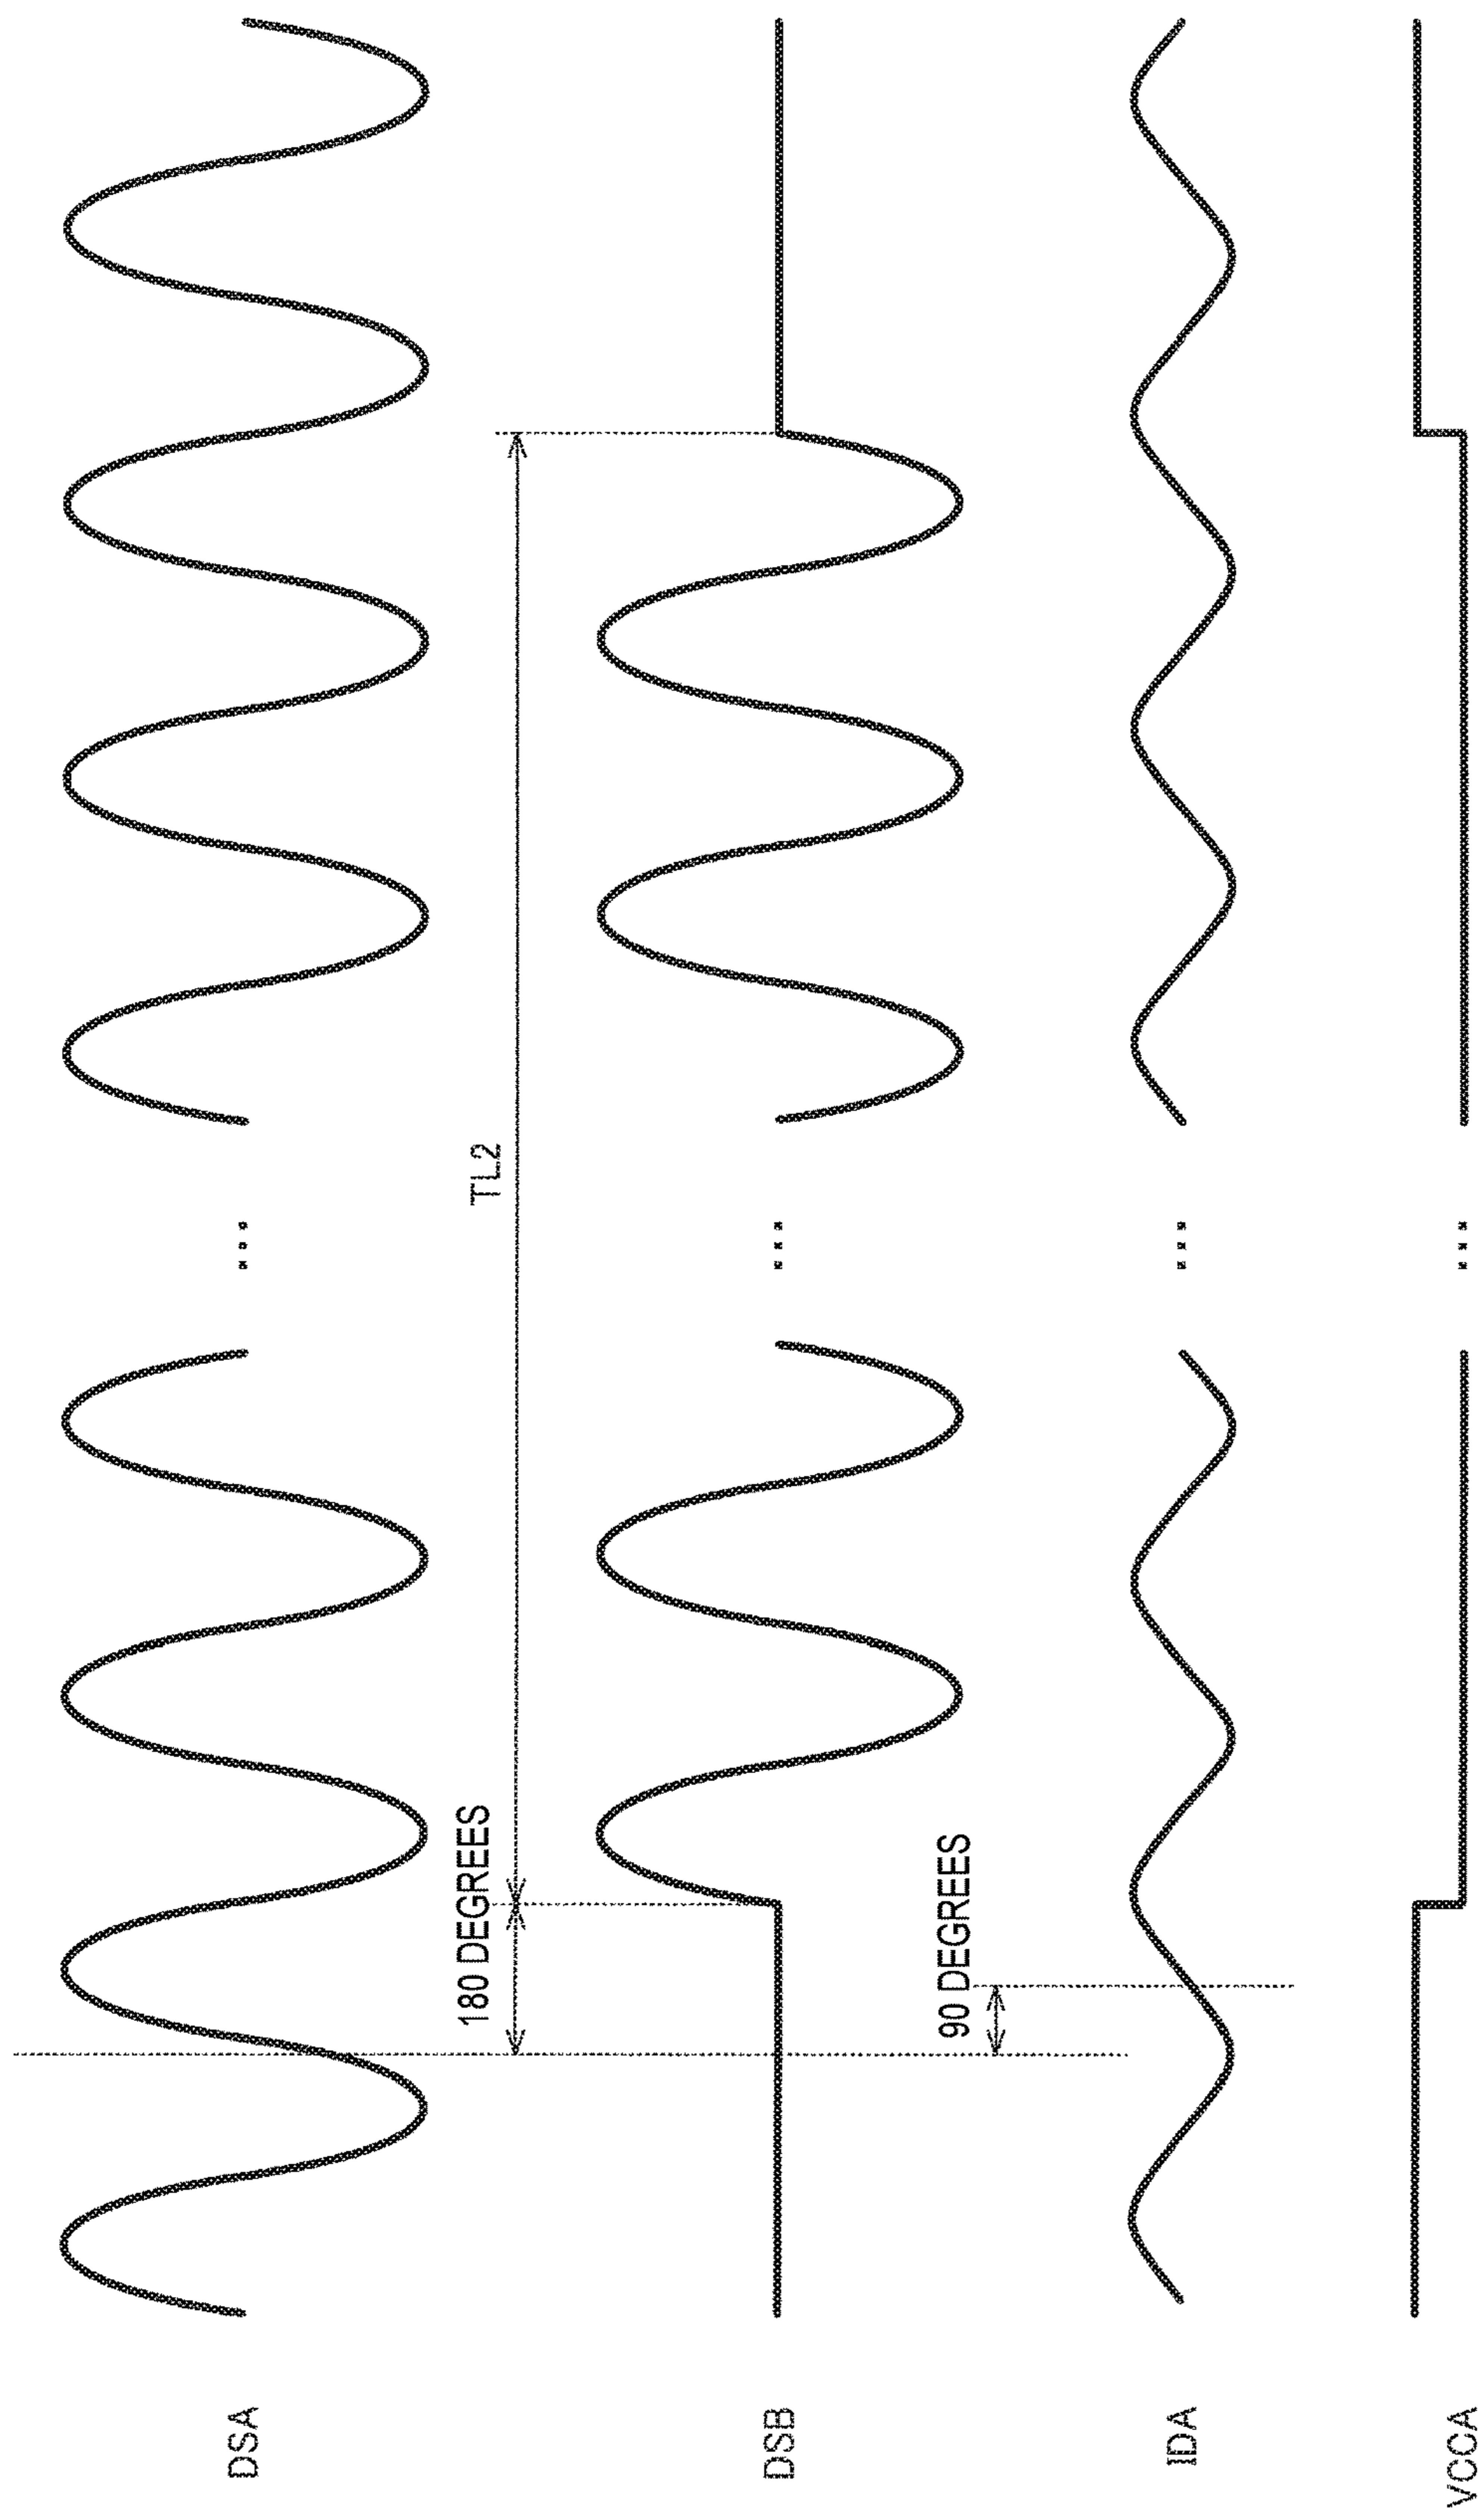 DSA
TL2
180 DEGREES
DSB
90 DEGREES
IDA
VCCA